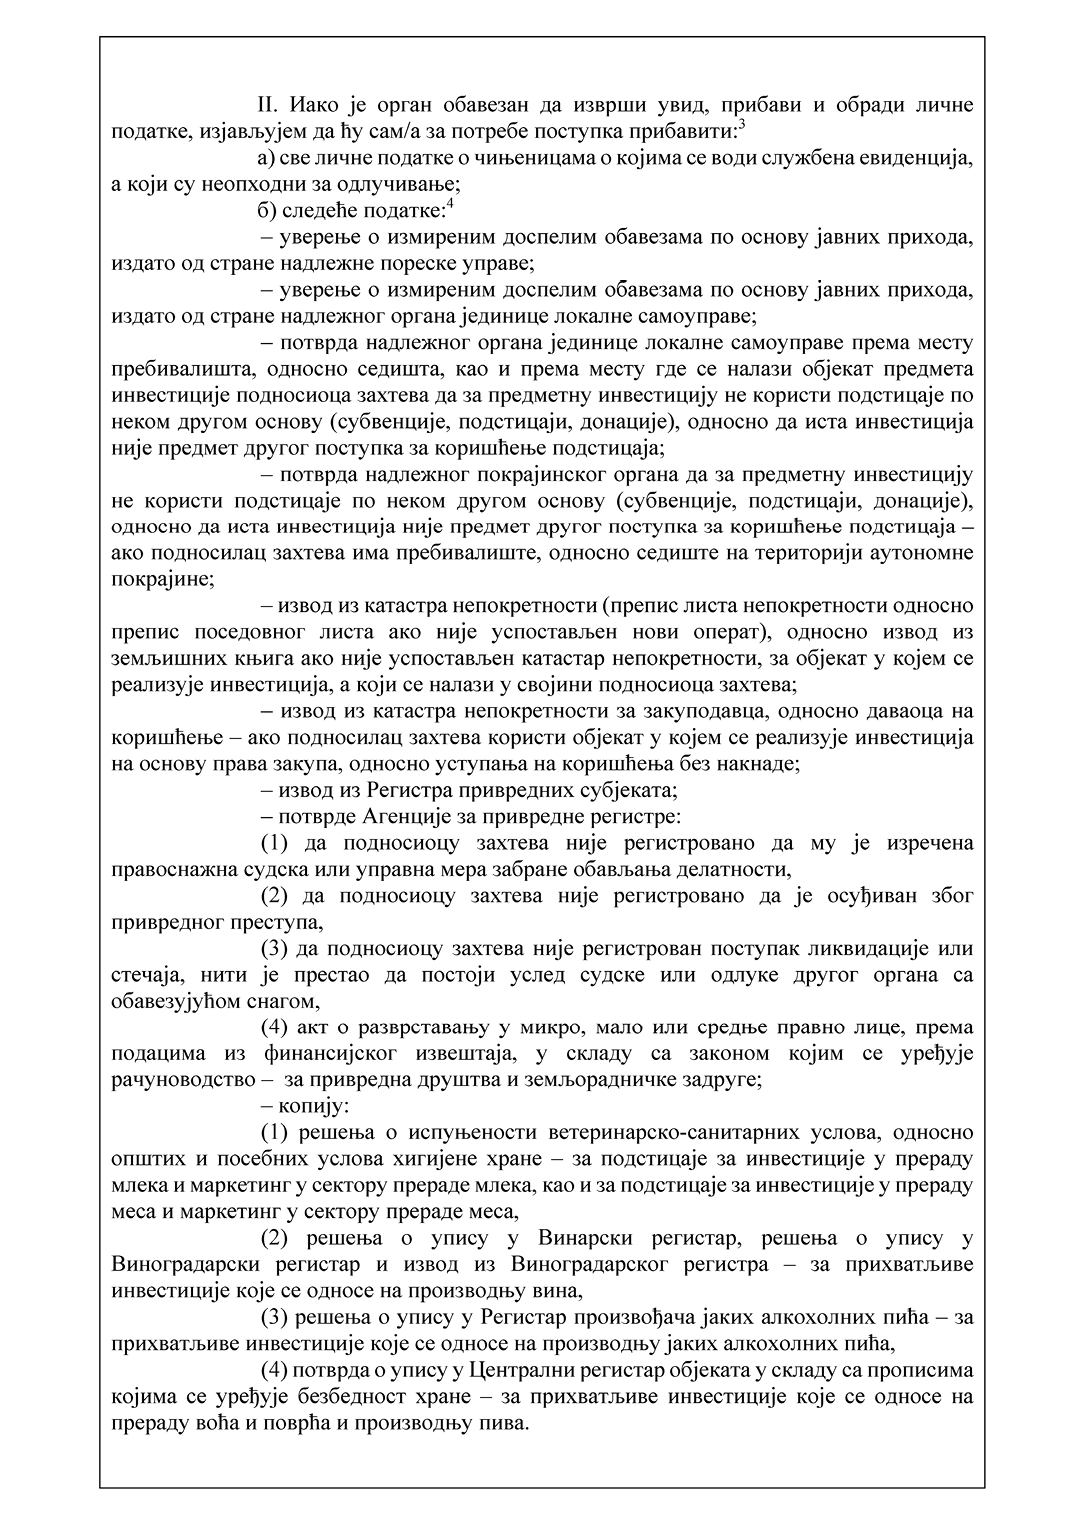 II. Иако је орган обавезан да изврши увид, прибави и обради личне
податке, изјављујем да ћу сам/а за потребе поступка прибавити:3
а) све личне податке о чињеницама о којима се води службена евиденција,
а који су неопходни за одлучивање;
б) следеће податке:4
– уверење о измиреним доспелим обавезама по основу јавних прихода,
издато од стране надлежне пореске управе;
– уверење о измиреним доспелим обавезама по основу јавних прихода,
издато од стране надлежног органа јединице локалне самоуправе;
– потврда надлежног органа јединице локалне самоуправе према месту
пребивалишта, односно седишта, као и према месту где се налази објекат предмета
инвестиције подносиоца захтева да за предметну инвестицију не користи подстицаје по
неком другом основу (субвенције, подстицаји, донације), односно да иста инвестиција
није предмет другог поступка за коришћење подстицаја;
– потврда надлежног покрајинског органа да за предметну инвестицију
не користи подстицаје по неком другом основу (субвенције, подстицаји, донације),
односно да иста инвестиција није предмет другог поступка за коришћење подстицаја –
ако подносилац захтева има пребивалиште, односно седиште на територији аутономне
покрајине;
– извод из катастра непокретности (препис листа непокретности односно
препис поседовног листа ако није успостављен нови операт), односно извод из
земљишних књига ако није успостављен катастар непокретности, за објекат у којем се
реализује инвестиција, а који се налази у својини подносиоца захтева;
– извод из катастра непокретности за закуподавца, односно даваоца на
коришћење – ако подносилац захтева користи објекат у којем се реализује инвестиција
на основу права закупа, односно уступања на коришћења без накнаде;
– извод из Регистра привредних субјеката;
– потврде Агенције за привредне регистре:
(1) да подносиоцу захтева није регистровано да му је изречена
правоснажна судска или управна мера забране обављања делатности,
(2) да подносиоцу захтева није регистровано да је осуђиван због
привредног преступа,
(3) да подносиоцу захтева није регистрован поступак ликвидације или
стечаја, нити је престао да постоји услед судске или одлуке другог органа са
обавезујућом снагом,
(4) акт о разврставању у микро, мало или средње правно лице, према
подацима из финансијског извештаја, у складу са законом којим се уређује
рачуноводство – за привредна друштва и земљорадничке задруге;
– копију:
(1) решења о испуњености ветеринарско-санитарних услова, односно
општих и посебних услова хигијене хране – за подстицаје за инвестиције у прераду
млека и маркетинг у сектору прераде млека, као и за подстицаје за инвестиције у прераду
меса и маркетинг у сектору прераде меса,
(2) решења о упису у Винарски регистар, решења о упису у
Виноградарски регистар и извод из Виноградарског регистра – за прихватљиве
инвестиције које се односе на производњу вина,
(3) решења о упису у Регистар произвођача јаких алкохолних пића – за
прихватљиве инвестиције које се односе на производњу јаких алкохолних пића,
(4) потврда о упису у Централни регистар објеката у складу са прописима
којима се уређује безбедност хране – за прихватљиве инвестиције које се односе на
прераду воћа и поврћа и производњу пива.